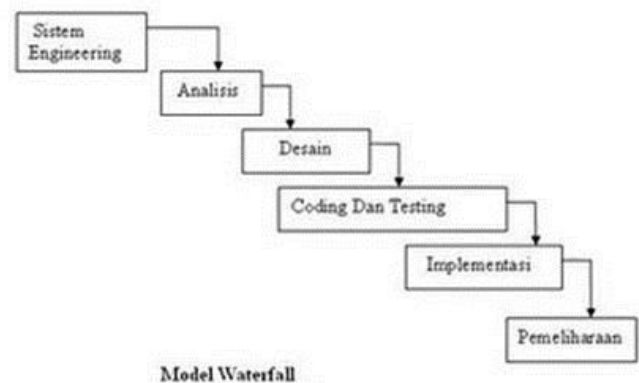 Sistem
Engineering
Analisis
Desain
Coding Dan Testing
Implementasi
Pemeliharaan
Model Waterfall